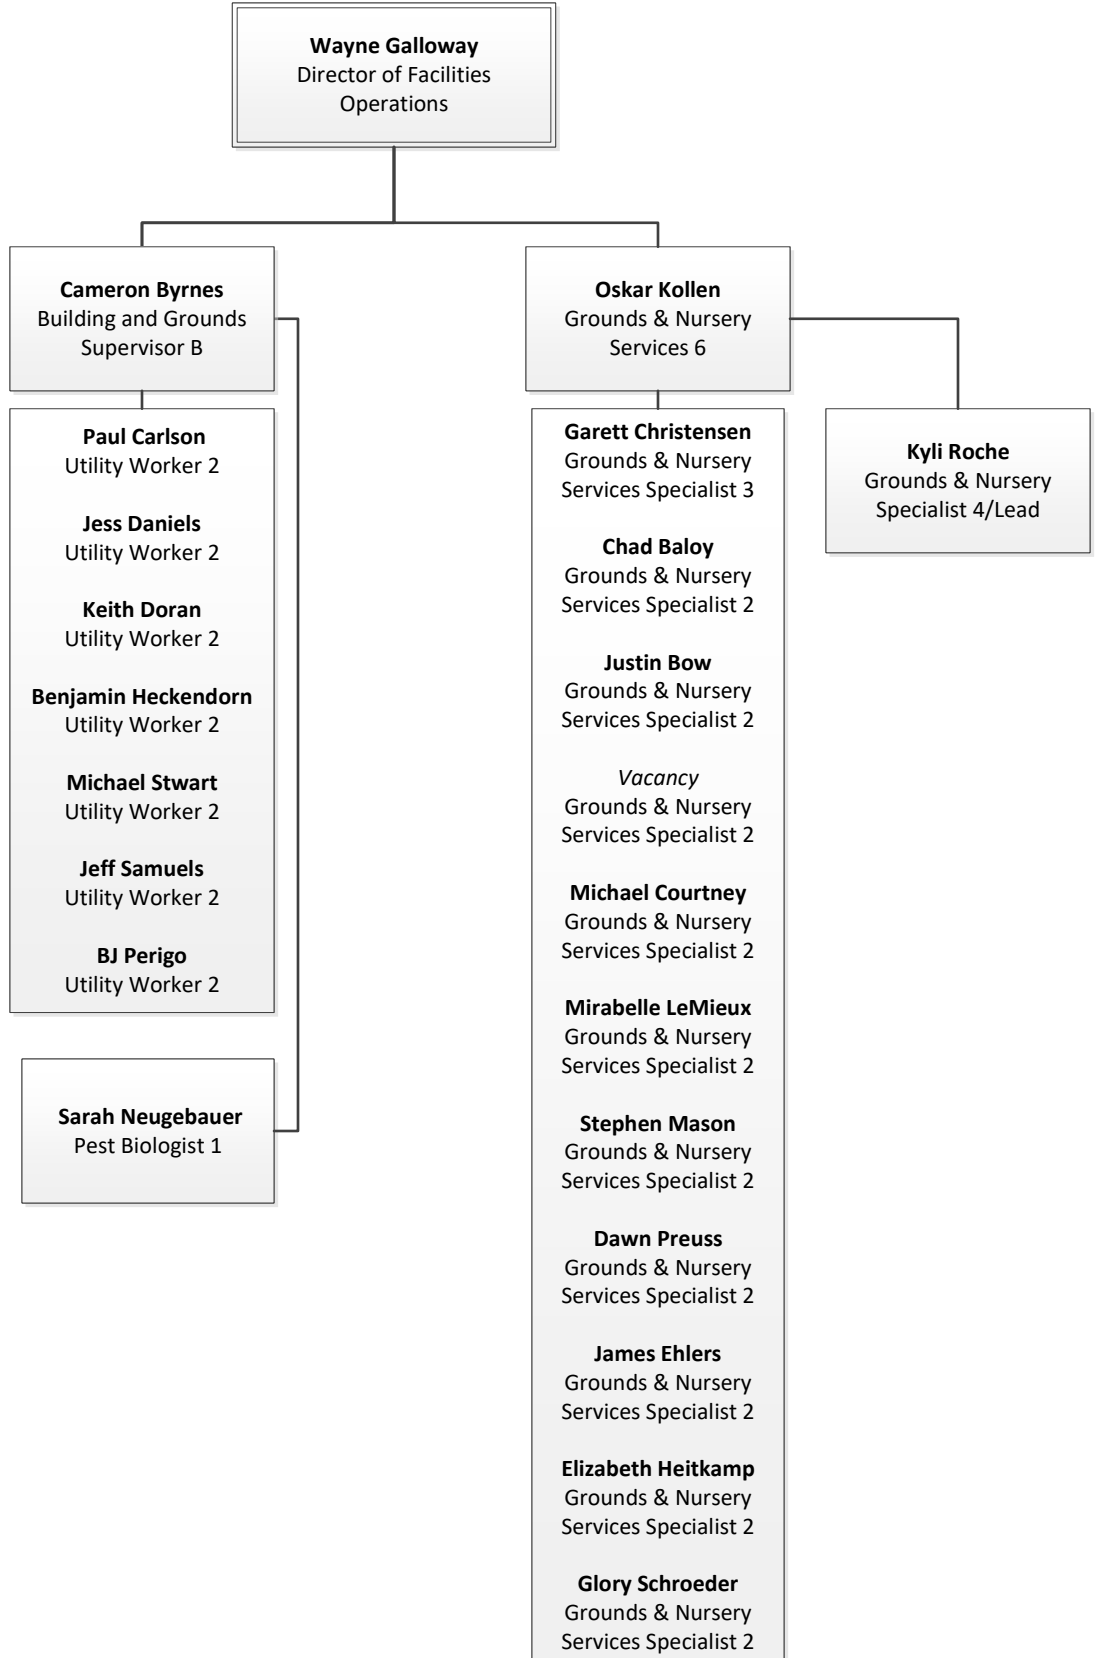 Wayne Galloway
Director of Facilities
Operations
Cameron Byrnes
Building and Grounds
Supervisor B
Oskar Kollen
Grounds & Nursery
Services 6
Paul Carlson
Utility Worker 2
Jess Daniels
Utility Worker 2
Keith Doran
Utility Worker 2
Benjamin Heckendorn
Utility Worker 2
Michael Stwart
Utility Worker 2
Jeff Samuels
Utility Worker 2
BJ Perigo
Utility Worker 2
Sarah Neugebauer
Pest Biologist 1
Garett Christensen
Grounds & Nursery
Services Specialist 3
Chad Baloy
Grounds & Nursery
Services Specialist 2
Justin Bow
Grounds & Nursery
Services Specialist 2
Vacancy
Grounds & Nursery
Services Specialist 2
Michael Courtney
Grounds & Nursery
Services Specialist 2
Mirabelle LeMieux
Grounds & Nursery
Services Specialist 2
Stephen Mason
Grounds & Nursery
Services Specialist 2
Dawn Preuss
Grounds & Nursery
Services Specialist 2
James Ehlers
Grounds & Nursery
Services Specialist 2
Elizabeth Heitkamp
Grounds & Nursery
Services Specialist 2
Glory Schroeder
Grounds & Nursery
Services Specialist 2
Kyli Roche
Grounds & Nursery
Specialist 4/Lead